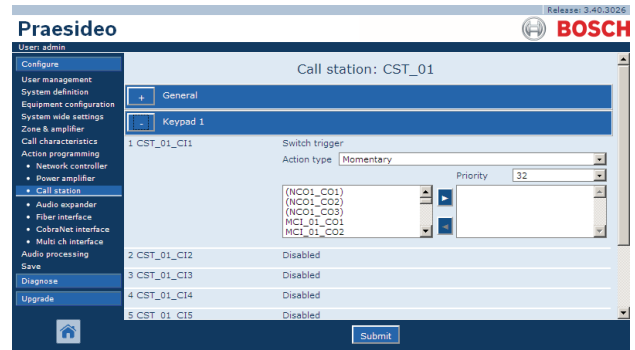 Release: 3.40.3026
Praesideo
BOSCH
User: admin
Configure
User management
System definition
Equipment configuration
System wide settings
Zone & amplifier
Call characteristics
Action programming
• Network controller
• Power amplifier
• Call station
• Audio expander
• Fiber interface
• CobraNet interface
• Multi ch interface
Audio processing
Save
Diagnose
Upgrade
Call station: CST_01
+ General
- Keypad 1
1 CST_01_CI1 Switch trigger
Action type Momentary
Priority 32
(NCO1_CO1)
(NCO1_CO2)
(NCO1_CO3)
MCI_01_CO1
MCI_01_CO2
2 CST_01_CI2 Disabled
3 CST_01_CI3 Disabled
4 CST_01_CI4 Disabled
5 CST_01_CI5 Disabled
Submit